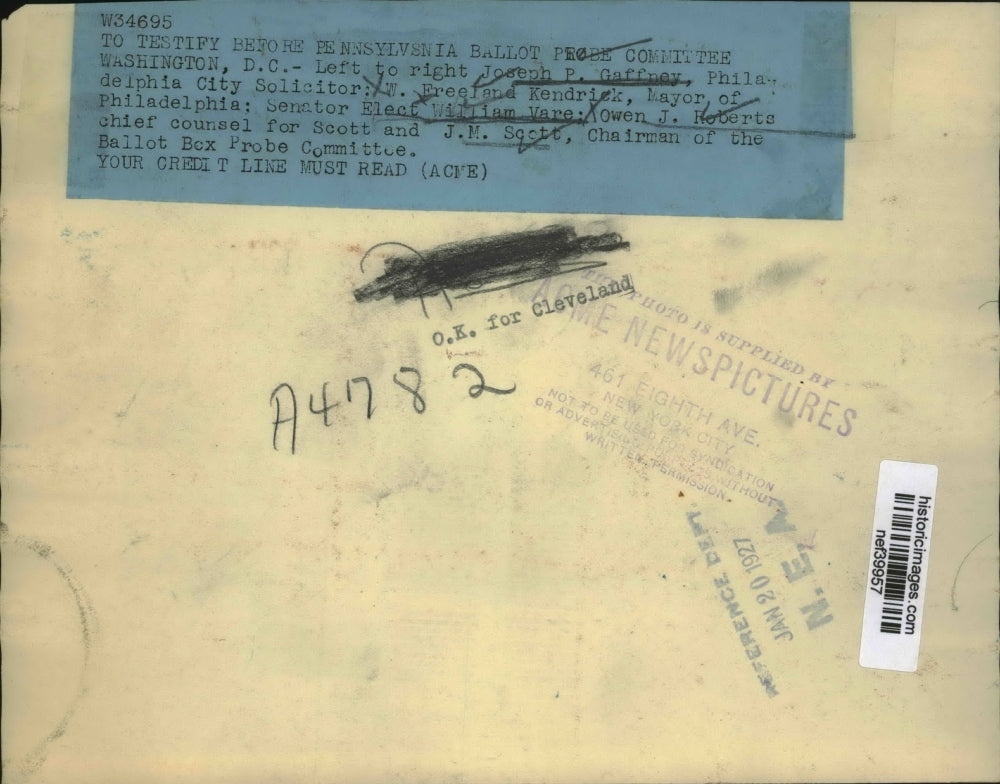 W34695
TO TESTIFY BEFORE PENNSYLVSNIA BALLOT PROBE COMMITTEE
WASHINGTON, D.C.- Left to right Joseph P. Gaffney, Phila-
delphia City Solicitor; W. Freeland Kendrick, Mayor of
Philadelphia; Senator Elect William Vare; Owen J. Roberts
chief counsel for Scott and J.M. Scott, Chairman of the
Ballot Box Probe Committee.
YOUR CREDIT LINE MUST READ (ACME)
O.K. for Cleveland
PHOTO IS SUPPLIED BY
ACME NEWSPICTURES
461 EIGHTH AVE.
NEW YORK CITY
NOT TO BE USED FOR SYNDICATION
OR ADVERTISING PURPOSES WITHOUT
WRITTEN PERMISSION
A4782
REFERENCE DEPT.
JAN 20 1927
N. E. A.
historicimages.com
nef39957